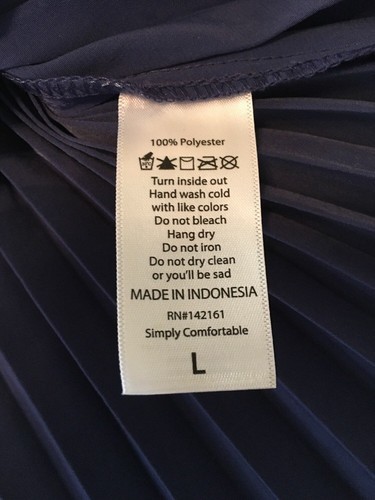 100% Polyester
Turn inside out
Hand wash cold
with like colors
Do not bleach
Hang dry
Do not iron
Do not dry clean
or you'll be sad
MADE IN INDONESIA
RN#142161
Simply Comfortable
L